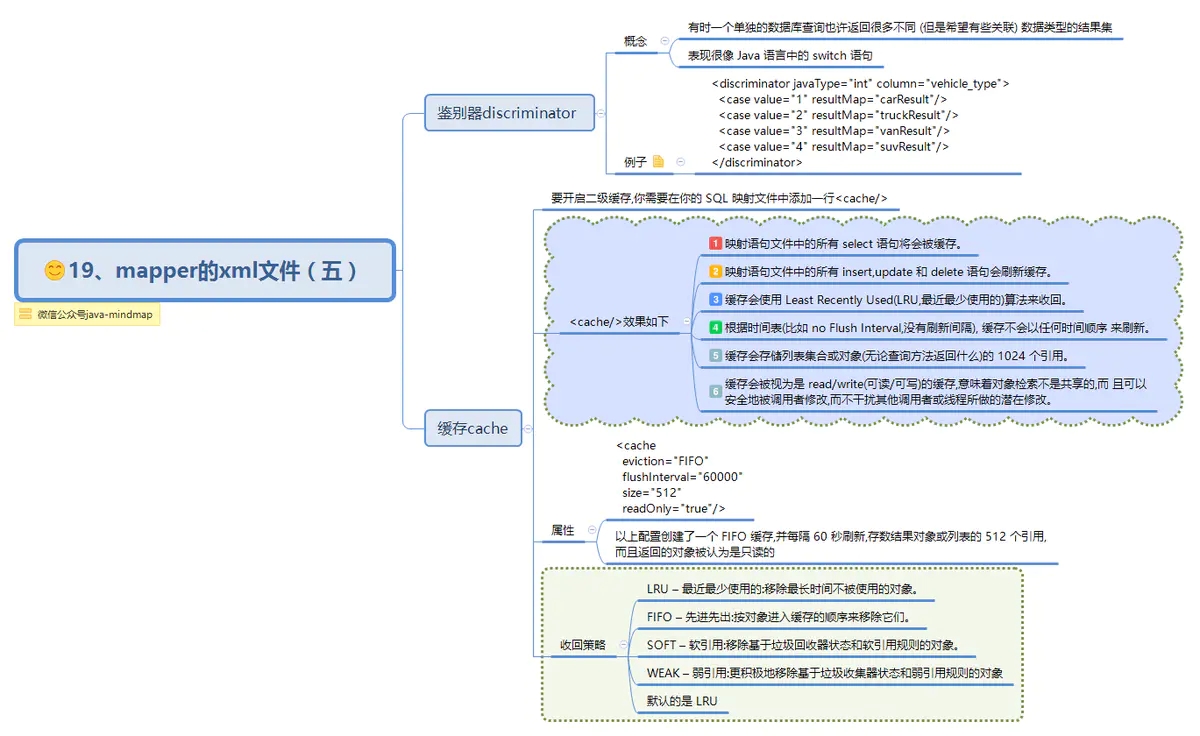 19、mapper的xml文件（五）
微信公众号java-mindmap
鉴别器discriminator
概念
有时一个单独的数据库查询也许返回很多不同 (但是希望有些关联) 数据类型的结果集
表现很像 Java 语言中的 switch 语句
例子
<discriminator javaType="int" column="vehicle_type">
<case value="1" resultMap="carResult"/>
<case value="2" resultMap="truckResult"/>
<case value="3" resultMap="vanResult"/>
<case value="4" resultMap="suvResult"/>
</discriminator>
缓存cache
要开启二级缓存,你需要在你的 SQL 映射文件中添加一行<cache/>
<cache/>效果如下
1 映射语句文件中的所有 select 语句将会被缓存。
2 映射语句文件中的所有 insert,update 和 delete 语句会刷新缓存。
3 缓存会使用 Least Recently Used(LRU,最近最少使用的)算法来收回。
4 根据时间表(比如 no Flush Interval,没有刷新间隔), 缓存不会以任何时间顺序 来刷新。
5 缓存会存储列表集合或对象(无论查询方法返回什么)的 1024 个引用。
6 缓存会被视为是 read/write(可读/可写)的缓存,意味着对象检索不是共享的,而 且可以
安全地被调用者修改,而不干扰其他调用者或线程所做的潜在修改。
属性
<cache
eviction="FIFO"
flushInterval="60000"
size="512"
readOnly="true"/>
以上配置创建了一个 FIFO 缓存,并每隔 60 秒刷新,存数结果对象或列表的 512 个引用,
而且返回的对象被认为是只读的
收回策略
LRU – 最近最少使用的:移除最长时间不被使用的对象。
FIFO – 先进先出:按对象进入缓存的顺序来移除它们。
SOFT – 软引用:移除基于垃圾回收器状态和软引用规则的对象。
WEAK – 弱引用:更积极地移除基于垃圾收集器状态和弱引用规则的对象
默认的是 LRU